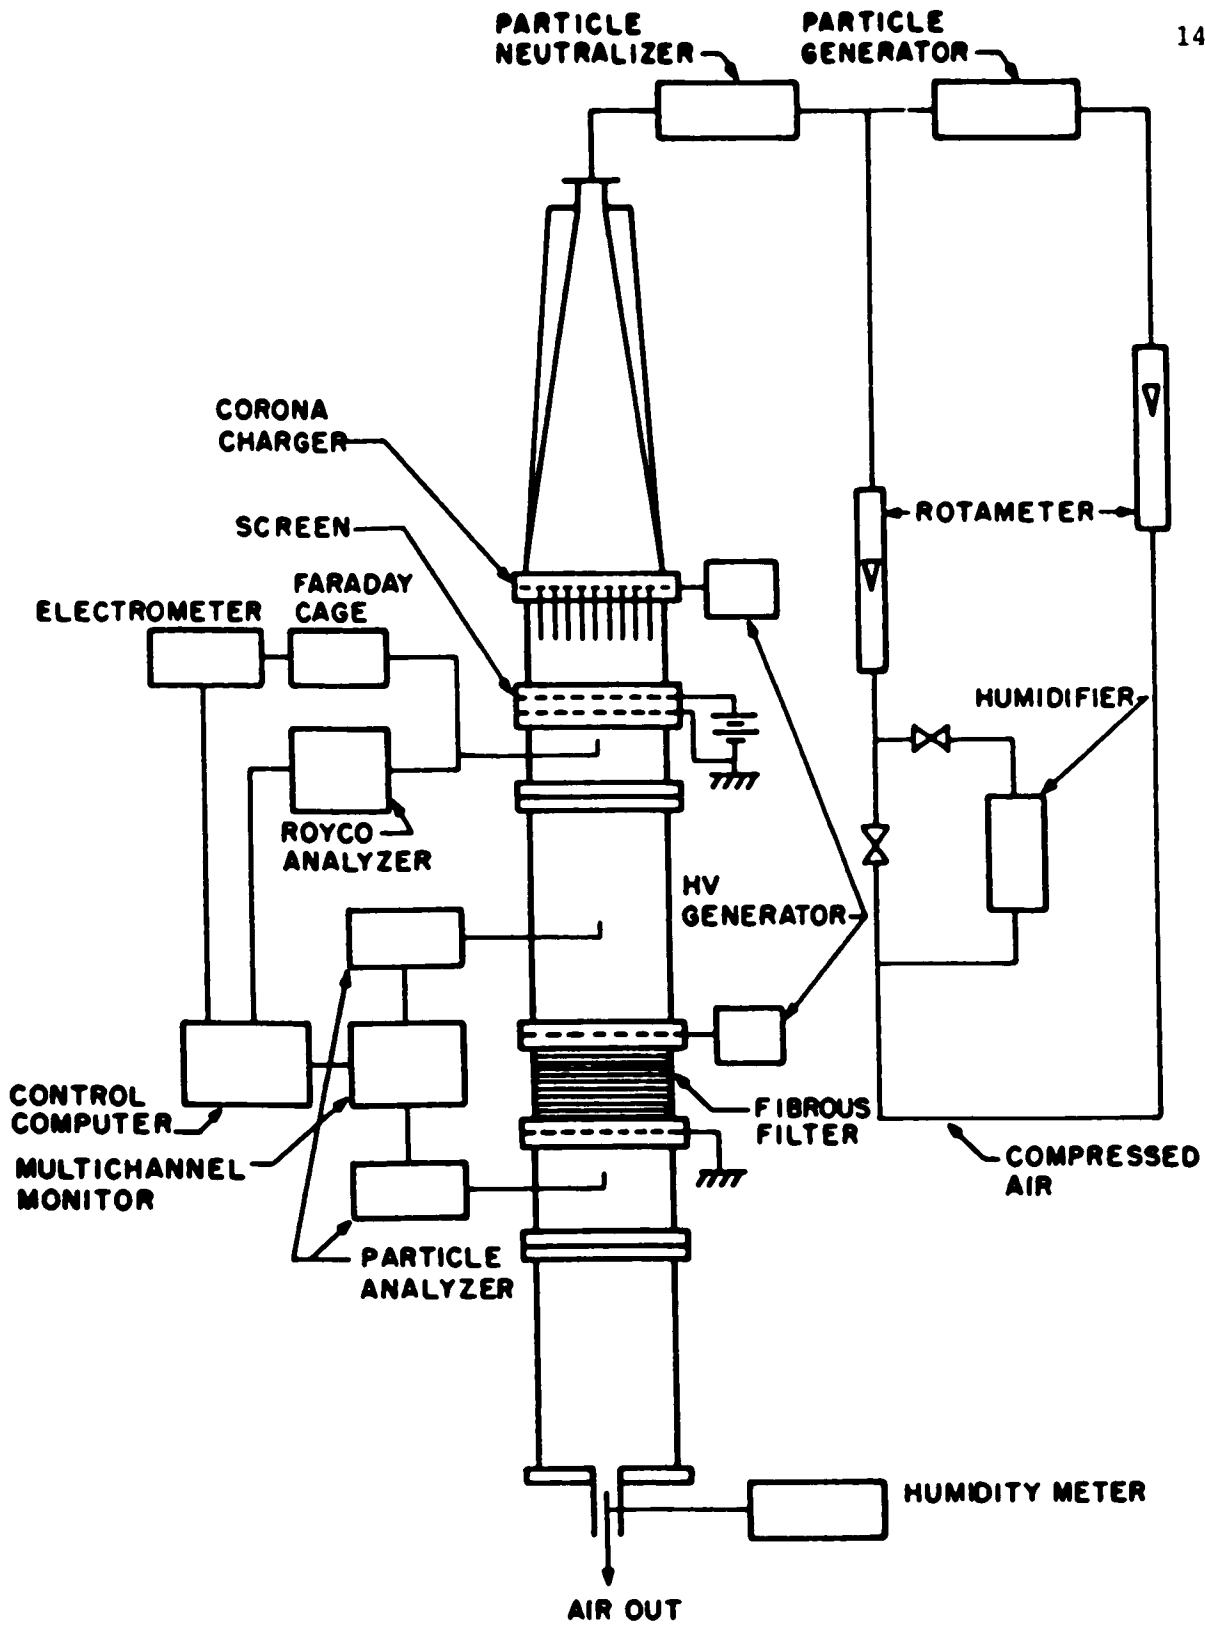 PARTICLE
NEUTRALIZER
PARTICLE
GENERATOR
14
CORONA
CHARGER
SCREEN
ROTAMETER
FARADAY
CAGE
ELECTROMETER
HUMIDIFIER
ROYCO
ANALYZER
HV
GENERATOR
CONTROL
COMPUTER
FIBROUS
FILTER
MULTICHANNEL
MONITOR
COMPRESSED
AIR
PARTICLE
ANALYZER
HUMIDITY METER
AIR OUT